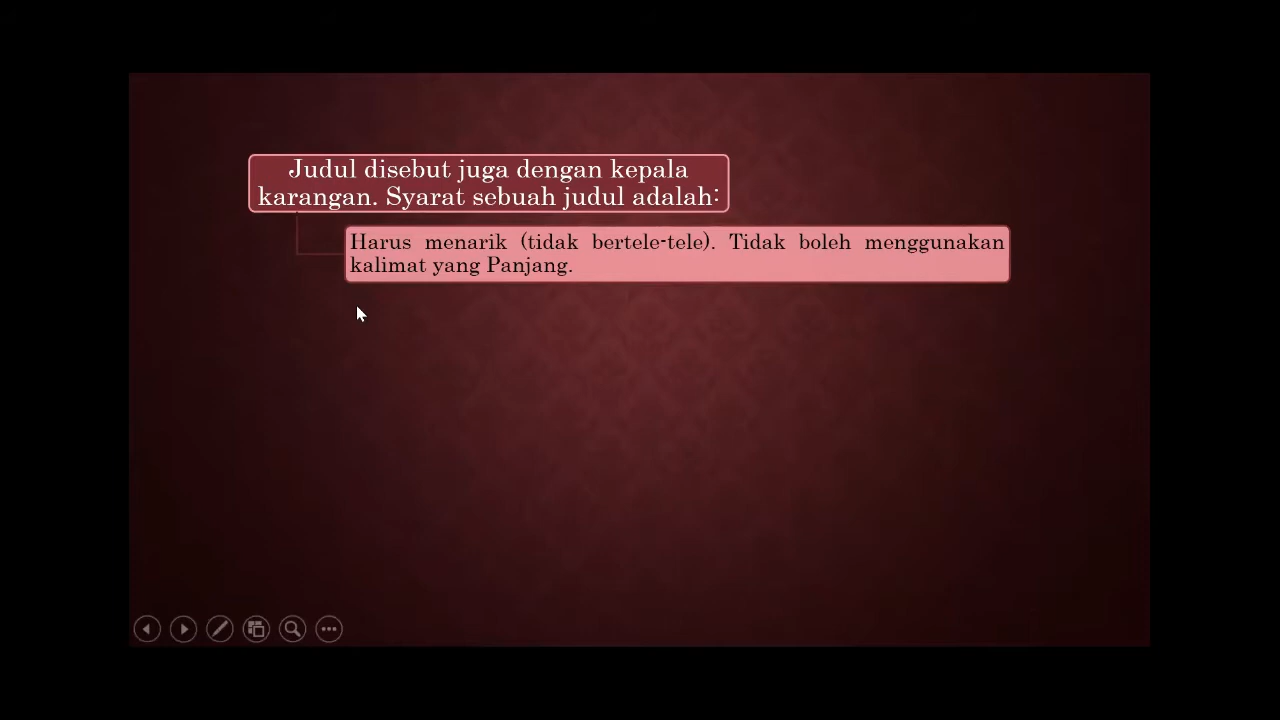 Judul disebut juga dengan kepala
karangan. Syarat sebuah judul adalah:
Harus menarik (tidak bertele-tele). Tidak boleh menggunakan
kalimat yang Panjang.